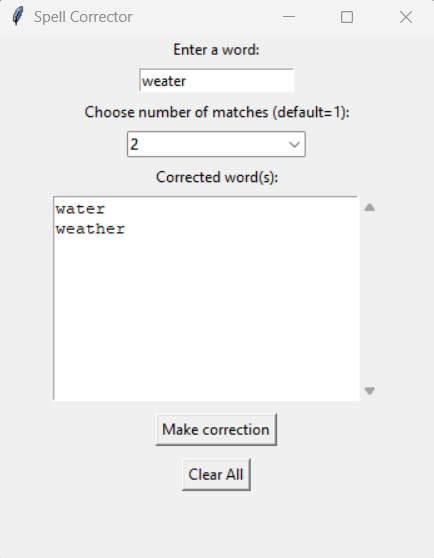 Spell Corrector
Enter a word:
weater
Choose number of matches (default=1):
2
Corrected word(s):
water
weather
Make correction
Clear All